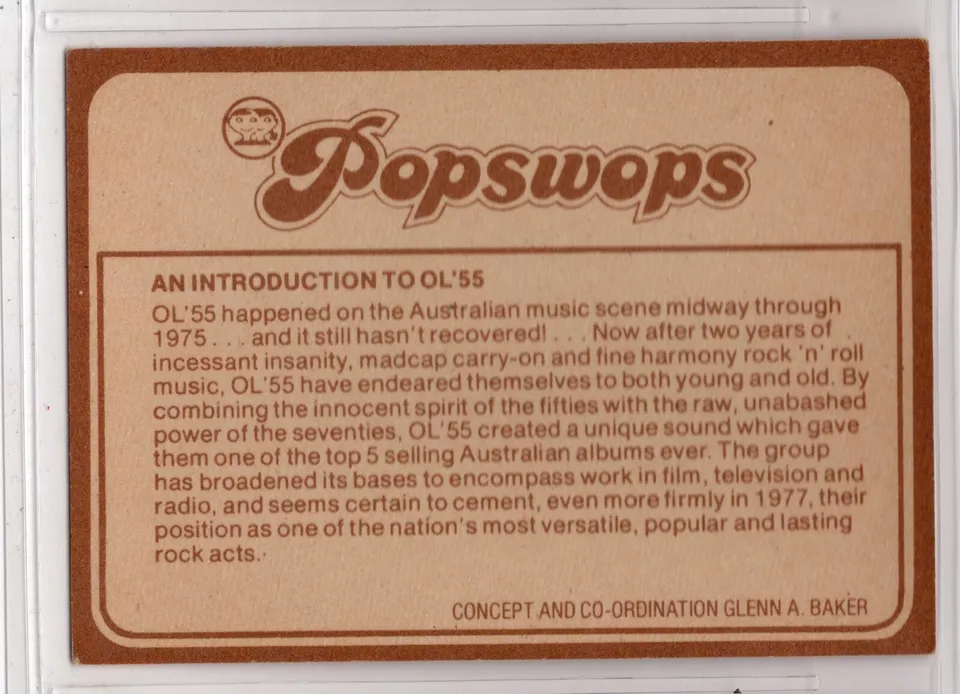 Popswops
AN INTRODUCTION TO OL'55
OL'55 happened on the Australian music scene midway through
1975 . . . and it still hasn't recovered! . . . Now after two years of
incessant insanity, madcap carry-on and fine harmony rock 'n' roll
music, OL'55 have endeared themselves to both young and old. By
combining the innocent spirit of the fifties with the raw, unabashed
power of the seventies, OL'55 created a unique sound which gave
them one of the top 5 selling Australian albums ever. The group
has broadened its bases to encompass work in film, television and
radio, and seems certain to cement, even more firmly in 1977, their
position as one of the nation's most versatile, popular and lasting
rock acts.
CONCEPT AND CO-ORDINATION GLENN A. BAKER